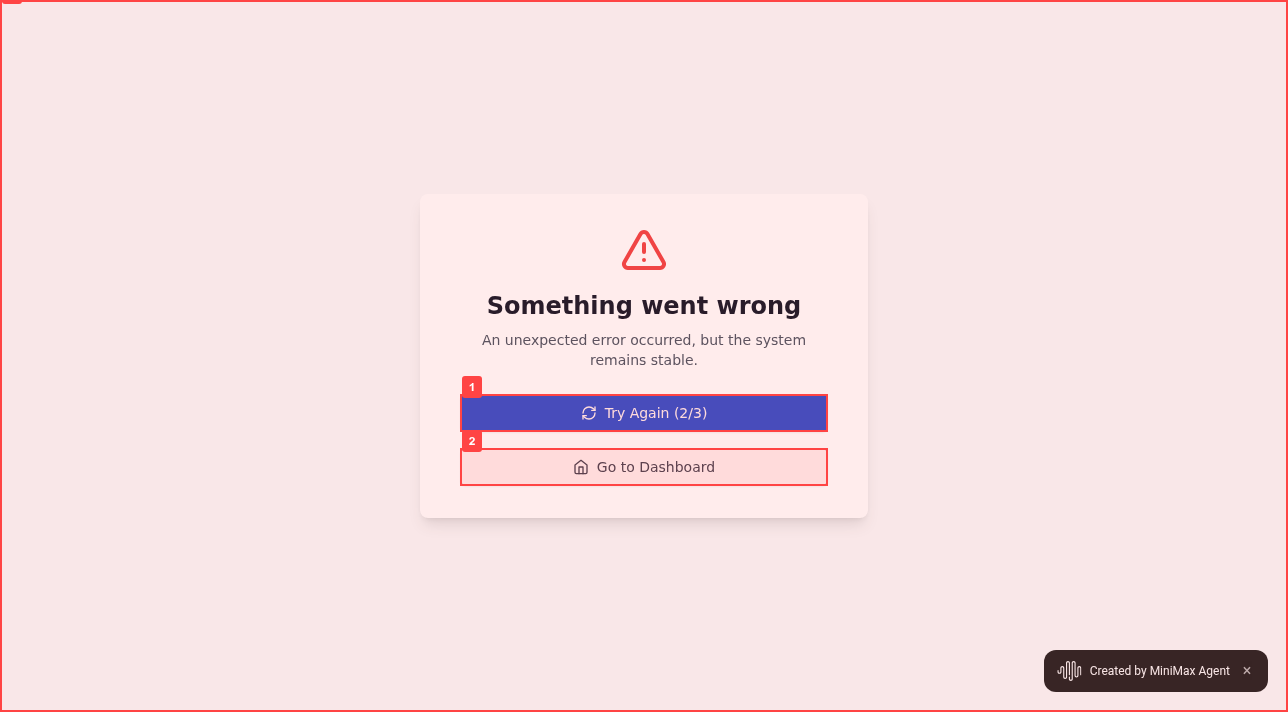 Something went wrong
An unexpected error occurred, but the system
remains stable.
1
Try Again (2/3)
2
Go to Dashboard
Created by MiniMax Agent ×